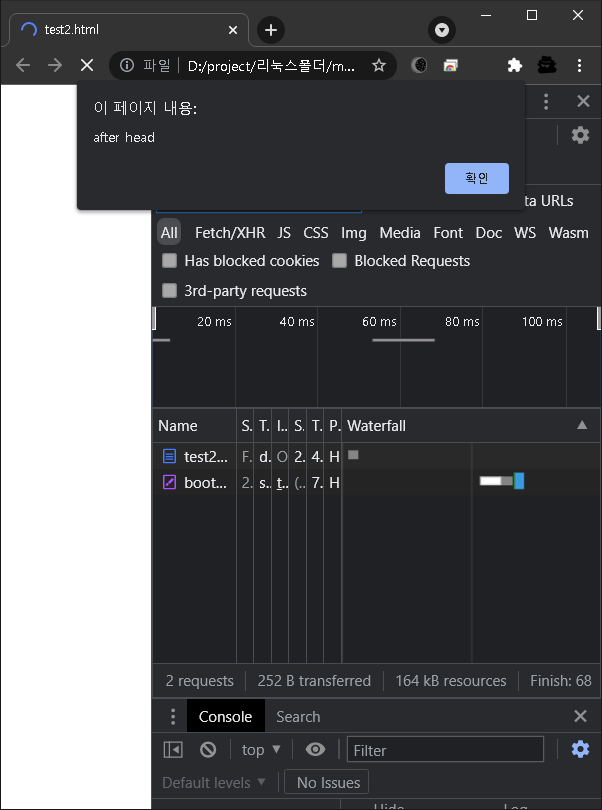 test2.html
파일 D:/project/리눅스폴더/m...
이 페이지 내용:
after head
확인
ta URLs
All Fetch/XHR JS CSS Img Media Font Doc WS Wasm
Has blocked cookies Blocked Requests
3rd-party requests
20 ms 40 ms 60 ms 80 ms 100 ms
Name S. T. I.. S. T. P. Waterfall
test2... F. d. O 2. 4. H
boot... 2. s.. t.. (.. 7. H
2 requests 252 B transferred 164 kB resources Finish: 68
Console Search
top Filter
Default levels No Issues
Hide Log